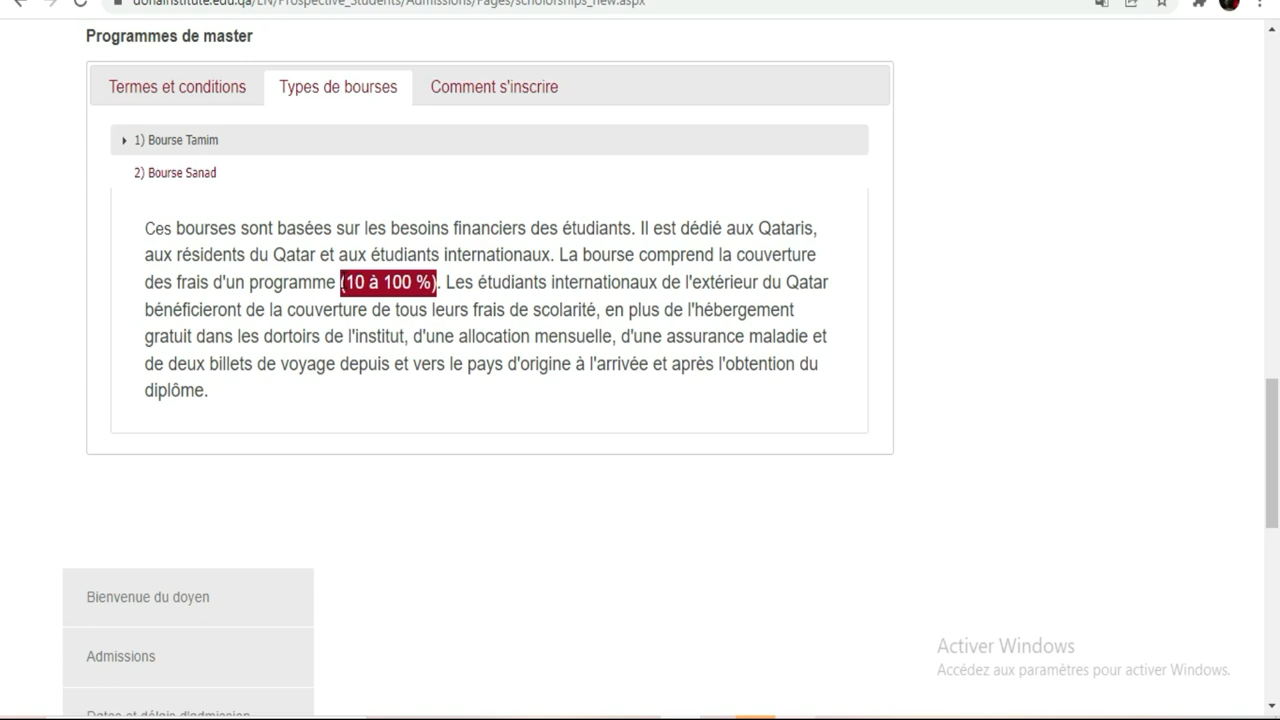 dohainstitute.edu.qa/EN/Prospective_Students/Admissions/Pages/scholorships_new.aspx
Programmes de master
Termes et conditions
Types de bourses
Comment s'inscrire
1) Bourse Tamim
2) Bourse Sanad
Ces bourses sont basées sur les besoins financiers des étudiants. Il est dédié aux Qataris,
aux résidents du Qatar et aux étudiants internationaux. La bourse comprend la couverture
des frais d'un programme (10 à 100 %). Les étudiants internationaux de l'extérieur du Qatar
bénéficieront de la couverture de tous leurs frais de scolarité, en plus de l'hébergement
gratuit dans les dortoirs de l'institut, d'une allocation mensuelle, d'une assurance maladie et
de deux billets de voyage depuis et vers le pays d'origine à l'arrivée et après l'obtention du
diplôme.
Bienvenue du doyen
Admissions
Dates et délais d'admission
Activer Windows
Accédez aux paramètres pour activer Windows.